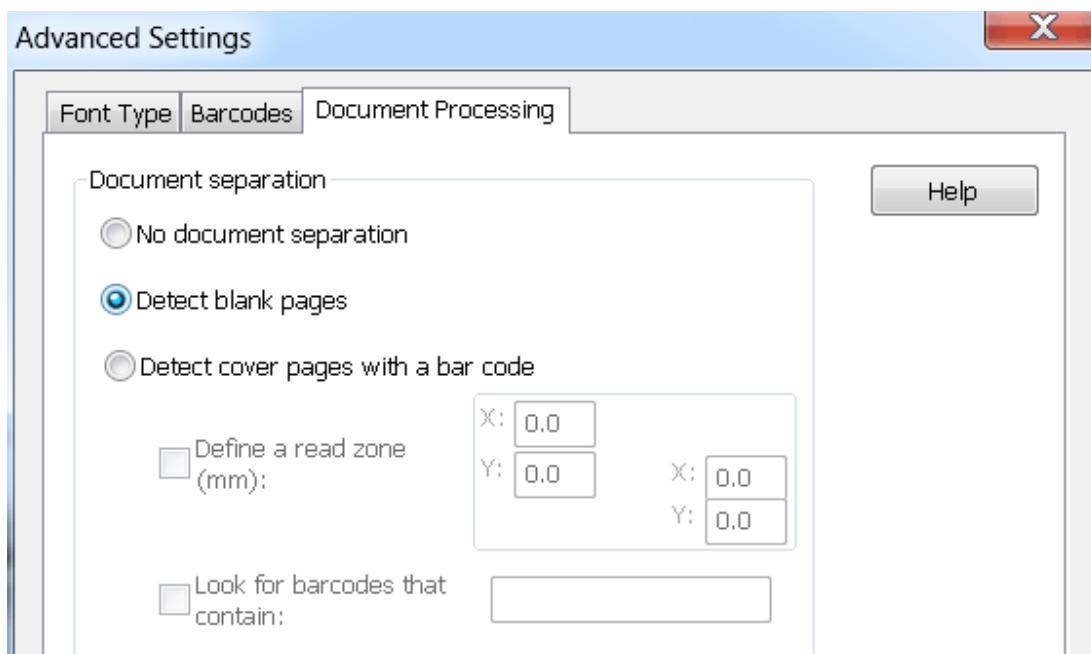 Advanced Settings
X
Font Type Barcodes Document Processing
Document separation
Help
No document separation
Detect blank pages
Detect cover pages with a bar code
Define a read zone
(mm):
X: 0.0
Y: 0.0
X: 0.0
Y: 0.0
Look for barcodes that
contain: